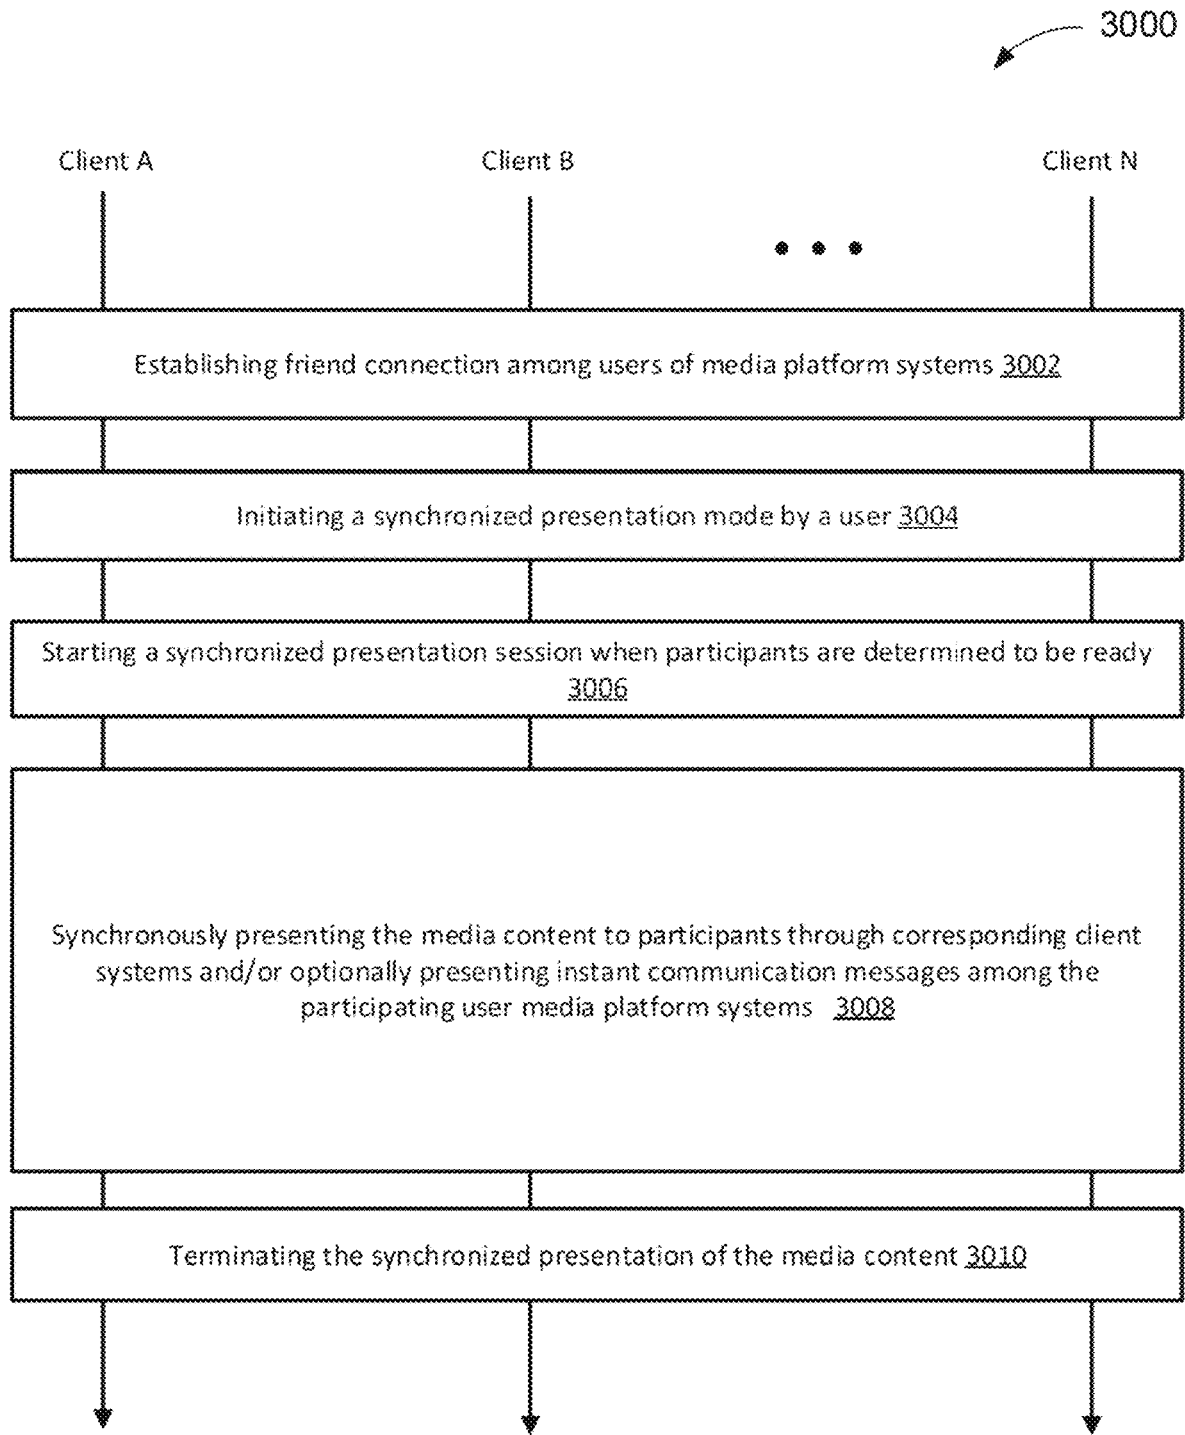 3000
Client A
Client B
Client N
Establishing friend connection among users of media platform systems 3002
Initiating a synchronized presentation mode by a user 3004
Starting a synchronized presentation session when participants are determined to be ready
3006
Synchronously presenting the media content to participants through corresponding client
systems and/or optionally presenting instant communication messages among the
participating user media platform systems 3008
Terminating the synchronized presentation of the media content 3010